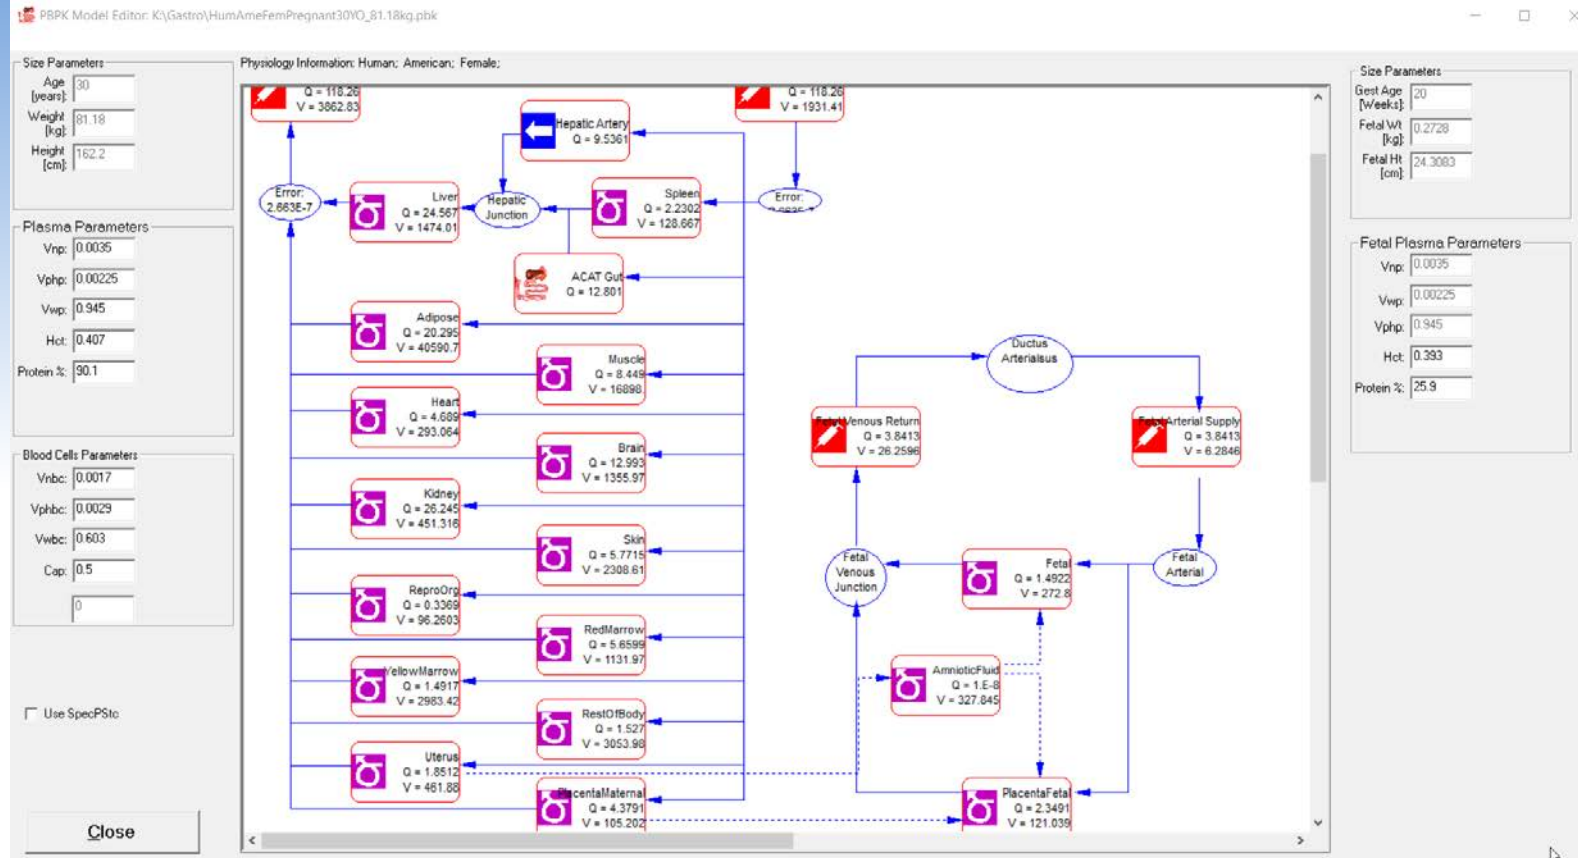 PBPK Model Editor: K:\Gastro\HumAmeFemPregnant30YO_81.18kg.pbk
Size Parameters
Age [years]: 30
Weight [kg]: 81.18
Height [cm]: 162.2
Plasma Parameters
Vnp: 0.0035
Vphp: 0.00225
Vwp: 0.945
Hct: 0.407
Protein %: 90.1
Blood Cells Parameters
Vnbc: 0.0017
Vphbc: 0.0029
Vwbc: 0.603
Cap: 0.5
0
Use SpecPStc
Close
Physiology Information: Human; American; Female;
Q = 118.26
V = 3862.83
Q = 118.26
V = 1931.41
Hepatic Artery
Q = 9.5361
Error:
2.663E-7
Liver
Q = 24.567
V = 1474.01
Hepatic
Junction
Spleen
Q = 2.2302
V = 128.667
Error:
ACAT Gut
Q = 12.801
Adipose
Q = 20.295
V = 40590.7
Muscle
Q = 8.449
V = 16898.
Heart
Q = 4.689
V = 293.064
Brain
Q = 12.993
V = 1355.97
Kidney
Q = 26.245
V = 451.316
Skin
Q = 5.7715
V = 2308.61
ReproOrg
Q = 0.3369
V = 96.2603
RedMarrow
Q = 5.6599
V = 1131.97
YellowMarrow
Q = 1.4917
V = 2983.42
RestOfBody
Q = 1.527
V = 3053.98
Uterus
Q = 1.8512
V = 461.88
PlacentaMaternal
Q = 4.3791
V = 105.202
Ductus
Arterialsus
Fetal Venous Return
Q = 3.8413
V = 26.2596
Fetal Arterial Supply
Q = 3.8413
V = 6.2846
Fetal
Venous
Junction
Fetal
Q = 1.4922
V = 272.8
Fetal
Arterial
AmnioticFluid
Q = 1.E-8
V = 327.845
PlacentaFetal
Q = 2.3491
V = 121.039
Size Parameters
Gest Age [Weeks]: 20
Fetal Wt [kg]: 0.2728
Fetal Ht [cm]: 24.3083
Fetal Plasma Parameters
Vnp: 0.0035
Vwp: 0.00225
Vphp: 0.945
Hct: 0.393
Protein %: 25.9